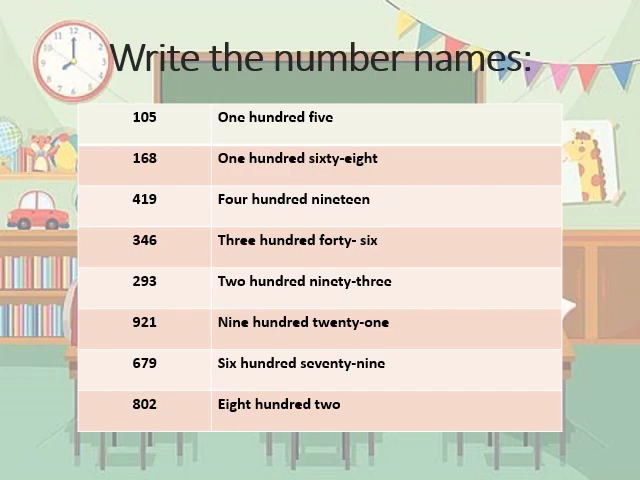 Write the number names:
105 One hundred five
168 One hundred sixty-eight
419 Four hundred nineteen
346 Three hundred forty- six
293 Two hundred ninety-three
921 Nine hundred twenty-one
679 Six hundred seventy-nine
802 Eight hundred two